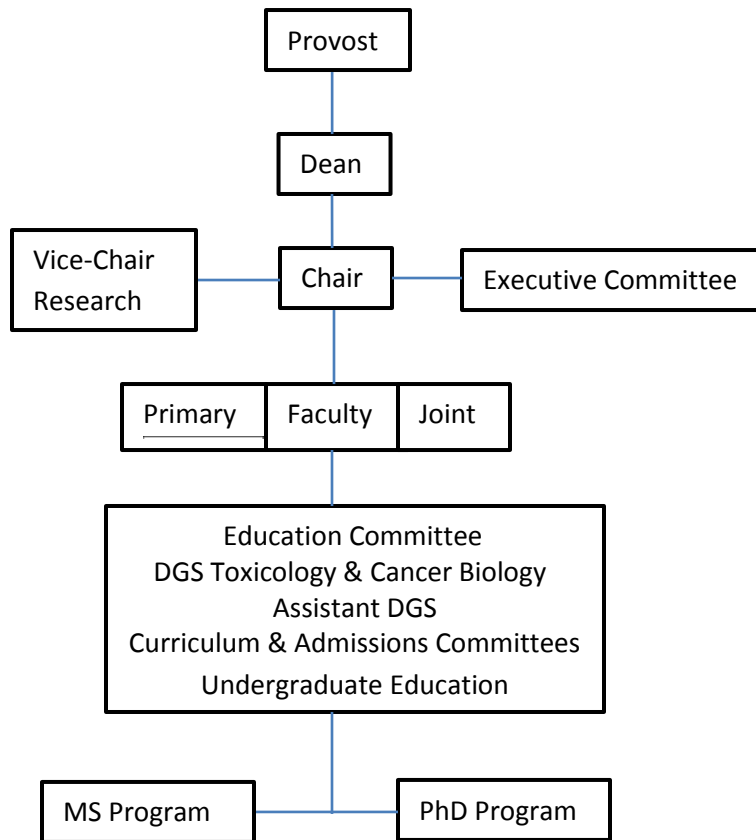 Provost
Dean
Vice-Chair
Research
Chair
Executive Committee
Primary
Faculty
Joint
Education Committee
DGS Toxicology & Cancer Biology
Assistant DGS
Curriculum & Admissions Committees
Undergraduate Education
MS Program
PhD Program